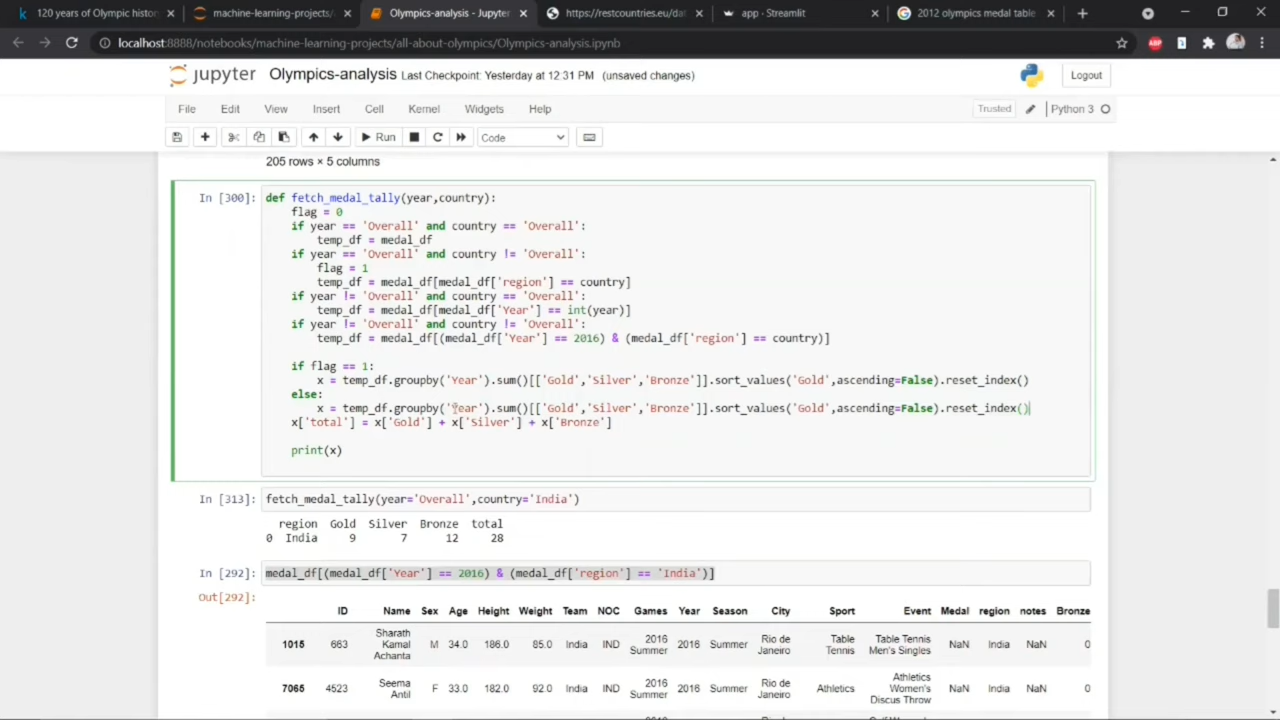 120 years of Olympic histor
machine-learning-projects/
Olympics-analysis - Jupyter
https://restcountries.eu/dat
app · Streamlit
2012 olympics medal table
localhost:8888/notebooks/machine-learning-projects/all-about-olympics/Olympics-analysis.ipynb
jupyter Olympics-analysis Last Checkpoint: Yesterday at 12:31 PM (unsaved changes)
Logout
File Edit View Insert Cell Kernel Widgets Help
Trusted Python 3
Run Code
205 rows × 5 columns
In [300]: def fetch_medal_tally(year,country):
flag = 0
if year == 'Overall' and country == 'Overall':
temp_df = medal_df
if year == 'Overall' and country != 'Overall':
flag = 1
temp_df = medal_df[medal_df['region'] == country]
if year != 'Overall' and country == 'Overall':
temp_df = medal_df[medal_df['Year'] == int(year)]
if year != 'Overall' and country != 'Overall':
temp_df = medal_df[(medal_df['Year'] == 2016) & (medal_df['region'] == country)]
if flag == 1:
x = temp_df.groupby('Year').sum()[['Gold','Silver','Bronze']].sort_values('Gold',ascending=False).reset_index()
else:
x = temp_df.groupby('Year').sum()[['Gold','Silver','Bronze']].sort_values('Gold',ascending=False).reset_index()
x['total'] = x['Gold'] + x['Silver'] + x['Bronze']
print(x)
In [313]: fetch_medal_tally(year='Overall',country='India')
region Gold Silver Bronze total
0 India 9 7 12 28
In [292]: medal_df[(medal_df['Year'] == 2016) & (medal_df['region'] == 'India')]
Out[292]:
ID Name Sex Age Height Weight Team NOC Games Year Season City Sport Event Medal region notes Bronze
1015 663 Sharath Kamal Achanta M 34.0 186.0 85.0 India IND 2016 Summer 2016 Summer Rio de Janeiro Table Tennis Table Tennis Men's Singles NaN India NaN 0
7065 4523 Seema Antil F 33.0 182.0 92.0 India IND 2016 Summer 2016 Summer Rio de Janeiro Athletics Athletics Women's Discus Throw NaN India NaN 0